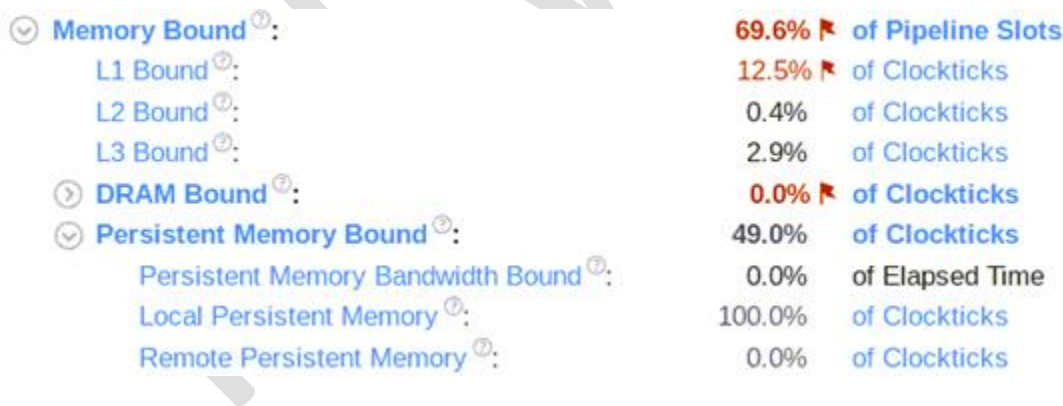 Memory Bound ?: 69.6% of Pipeline Slots
L1 Bound ?: 12.5% of Clockticks
L2 Bound ?: 0.4% of Clockticks
L3 Bound ?: 2.9% of Clockticks
DRAM Bound ?: 0.0% of Clockticks
Persistent Memory Bound ?: 49.0% of Clockticks
Persistent Memory Bandwidth Bound ?: 0.0% of Elapsed Time
Local Persistent Memory ?: 100.0% of Clockticks
Remote Persistent Memory ?: 0.0% of Clockticks